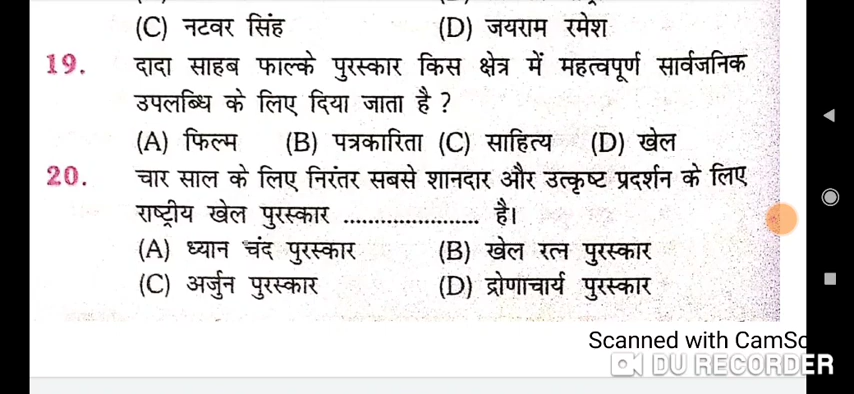 (C) नटवर सिंह (D) जयराम रमेश
19. दादा साहब फाल्के पुरस्कार किस क्षेत्र में महत्वपूर्ण सार्वजनिक
उपलब्धि के लिए दिया जाता है ?
(A) फिल्म (B) पत्रकारिता (C) साहित्य (D) खेल
20. चार साल के लिए निरंतर सबसे शानदार और उत्कृष्ट प्रदर्शन के लिए
राष्ट्रीय खेल पुरस्कार ........................ है।
(A) ध्यान चंद पुरस्कार (B) खेल रत्न पुरस्कार
(C) अर्जुन पुरस्कार (D) द्रोणाचार्य पुरस्कार
Scanned with CamSc
DU RECORDER